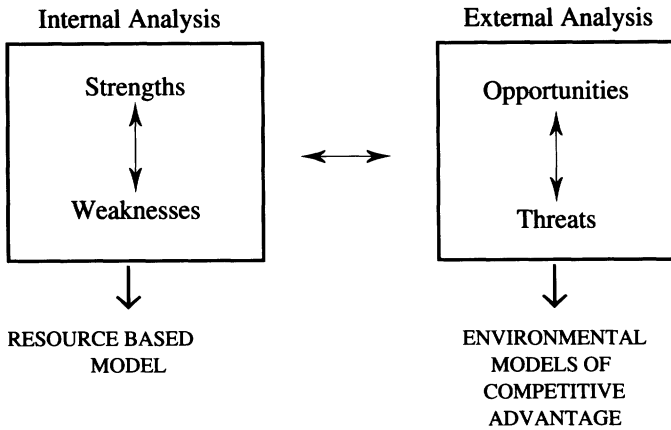 Internal Analysis
Strengths
Weaknesses
RESOURCE BASED
MODEL
External Analysis
Opportunities
Threats
ENVIRONMENTAL
MODELS OF
COMPETITIVE
ADVANTAGE